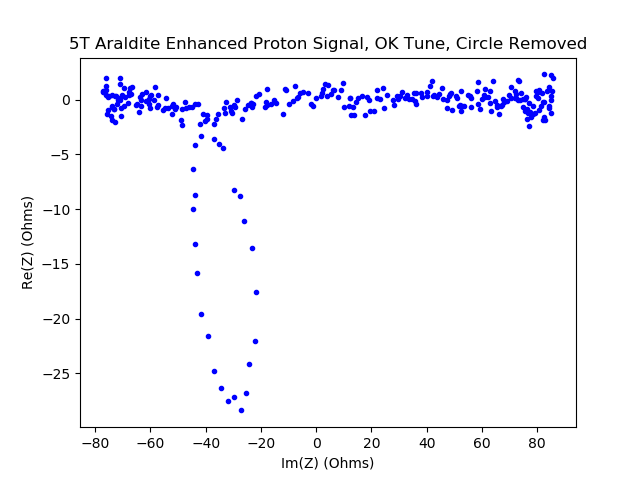 5T Araldite Enhanced Proton Signal, OK Tune, Circle Removed
Re(Z) (Ohms)
0
−5
−10
−15
−20
−25
−80 −60 −40 −20 0 20 40 60 80
Im(Z) (Ohms)